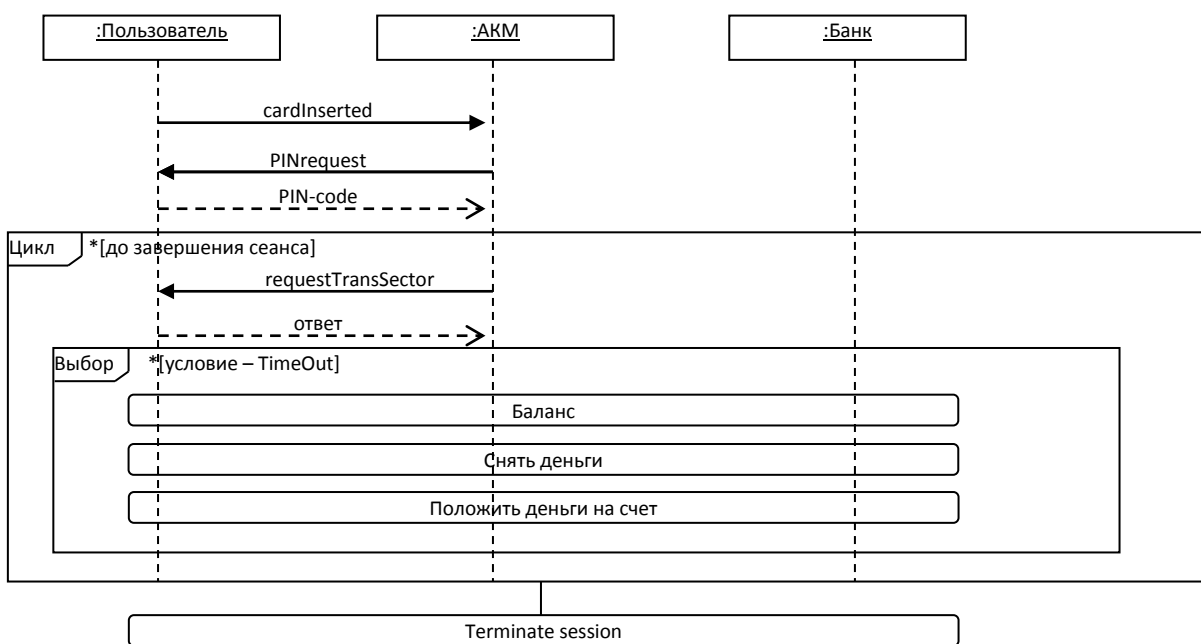 :Пользователь
:АКМ
:Банк
cardInserted
PINrequest
PIN-code
Цикл *[до завершения сеанса]
requestTransSector
ответ
Выбор *[условие – TimeOut]
Баланс
Снять деньги
Положить деньги на счет
Terminate session